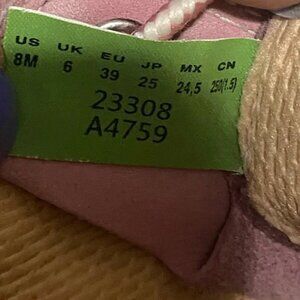 US UK EU JP MX CN
8M 6 39 25 24,5 250(1.5)
23308
A4759